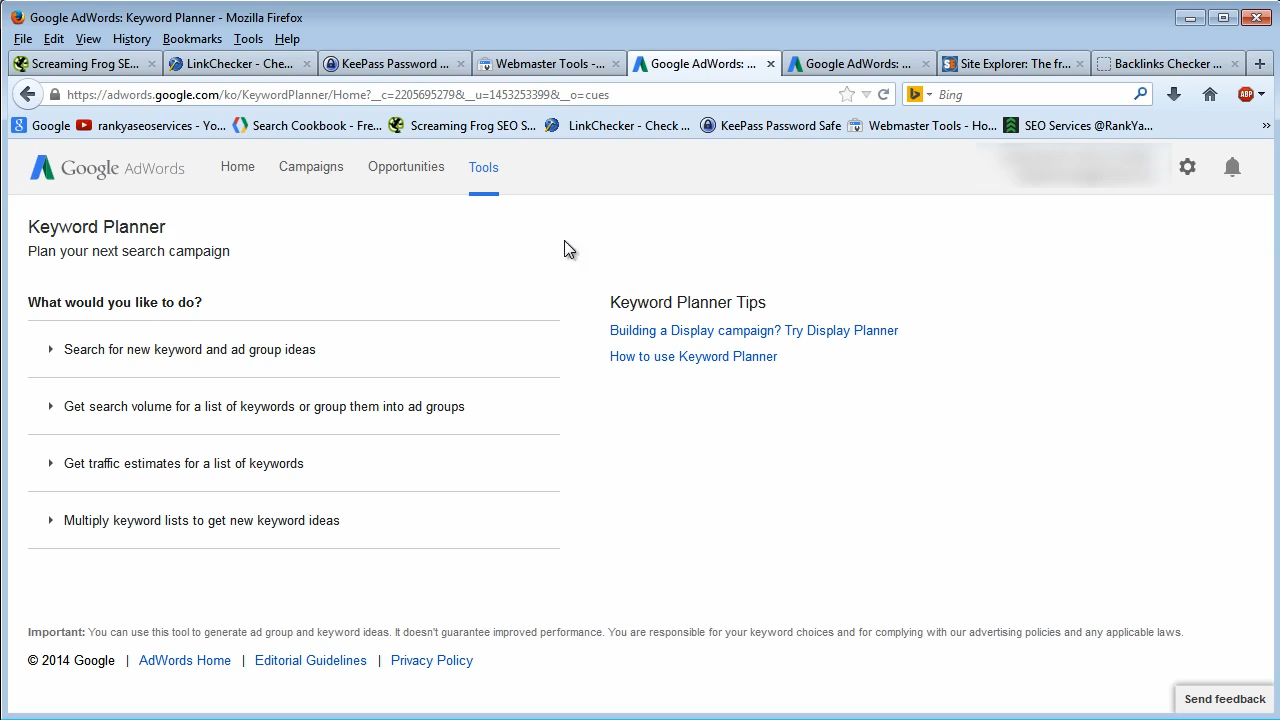 Google AdWords: Keyword Planner - Mozilla Firefox
File Edit View History Bookmarks Tools Help
Screaming Frog SE... LinkChecker - Che... KeePass Password ... Webmaster Tools -... Google AdWords: ... Google AdWords: ... Site Explorer: The fr... Backlinks Checker ...
https://adwords.google.com/ko/KeywordPlanner/Home?__c=2205695279&__u=1453253399&__o=cues Bing ABP
Google rankyaseoservices - Yo... Search Cookbook - Fre... Screaming Frog SEO S... LinkChecker - Check ... KeePass Password Safe Webmaster Tools - Ho... SEO Services @RankYa...
Google AdWords Home Campaigns Opportunities Tools
Keyword Planner
Plan your next search campaign
What would you like to do?
Search for new keyword and ad group ideas
Get search volume for a list of keywords or group them into ad groups
Get traffic estimates for a list of keywords
Multiply keyword lists to get new keyword ideas
Keyword Planner Tips
Building a Display campaign? Try Display Planner
How to use Keyword Planner
Important: You can use this tool to generate ad group and keyword ideas. It doesn't guarantee improved performance. You are responsible for your keyword choices and for complying with our advertising policies and any applicable laws.
© 2014 Google | AdWords Home | Editorial Guidelines | Privacy Policy
Send feedback